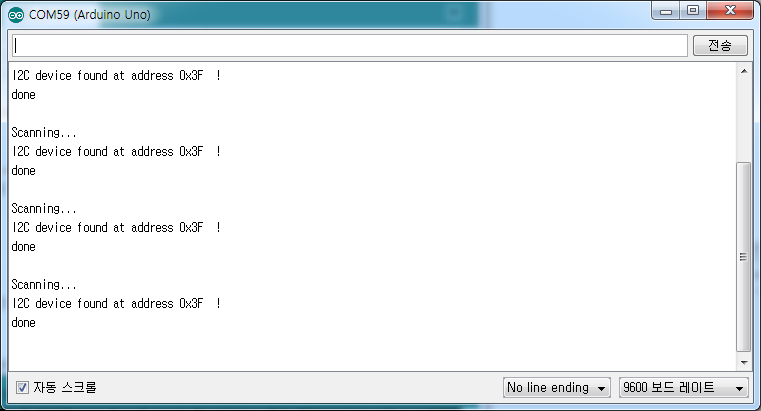 COM59 (Arduino Uno)
전송
I2C device found at address 0x3F  !
done
Scanning...
I2C device found at address 0x3F  !
done
Scanning...
I2C device found at address 0x3F  !
done
Scanning...
I2C device found at address 0x3F  !
done
자동 스크롤
No line ending
9600 보드 레이트